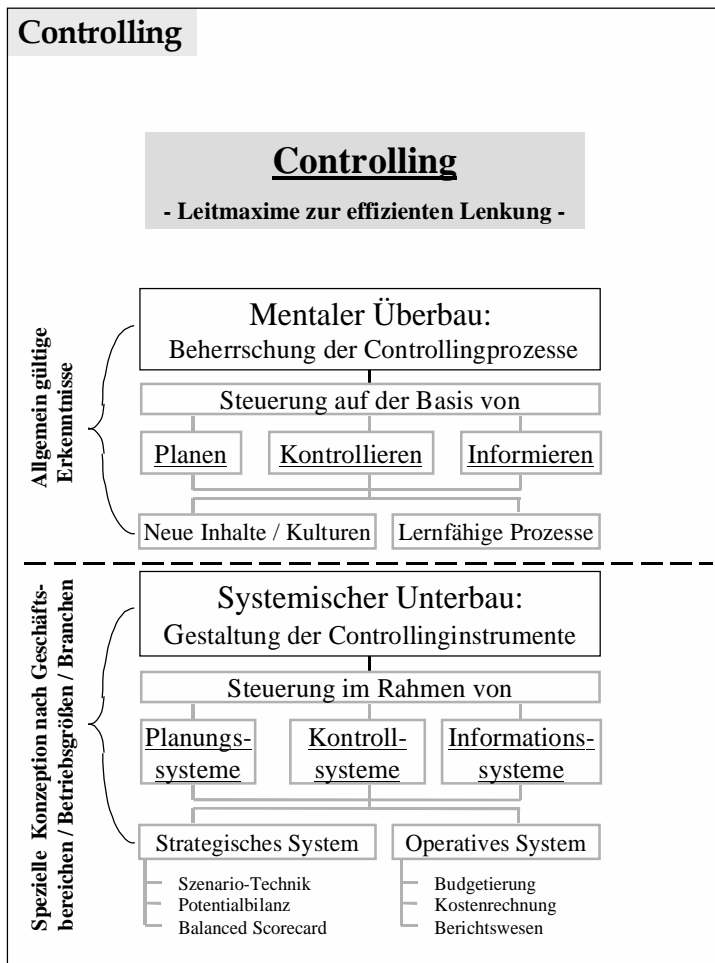 Controlling
Controlling
- Leitmaxime zur effizienten Lenkung -
Allgemein gültige
Erkenntnisse
Mentaler Überbau:
Beherrschung der Controllingprozesse
Steuerung auf der Basis von
Planen
Kontrollieren
Informieren
Neue Inhalte / Kulturen
Lernfähige Prozesse
Spezielle Konzeption nach Geschäfts-
bereichen / Betriebsgrößen / Branchen
Systemischer Unterbau:
Gestaltung der Controllinginstrumente
Steuerung im Rahmen von
Planungs-
systeme
Kontroll-
systeme
Informations-
systeme
Strategisches System
Szenario-Technik
Potentialbilanz
Balanced Scorecard
Operatives System
Budgetierung
Kostenrechnung
Berichtswesen